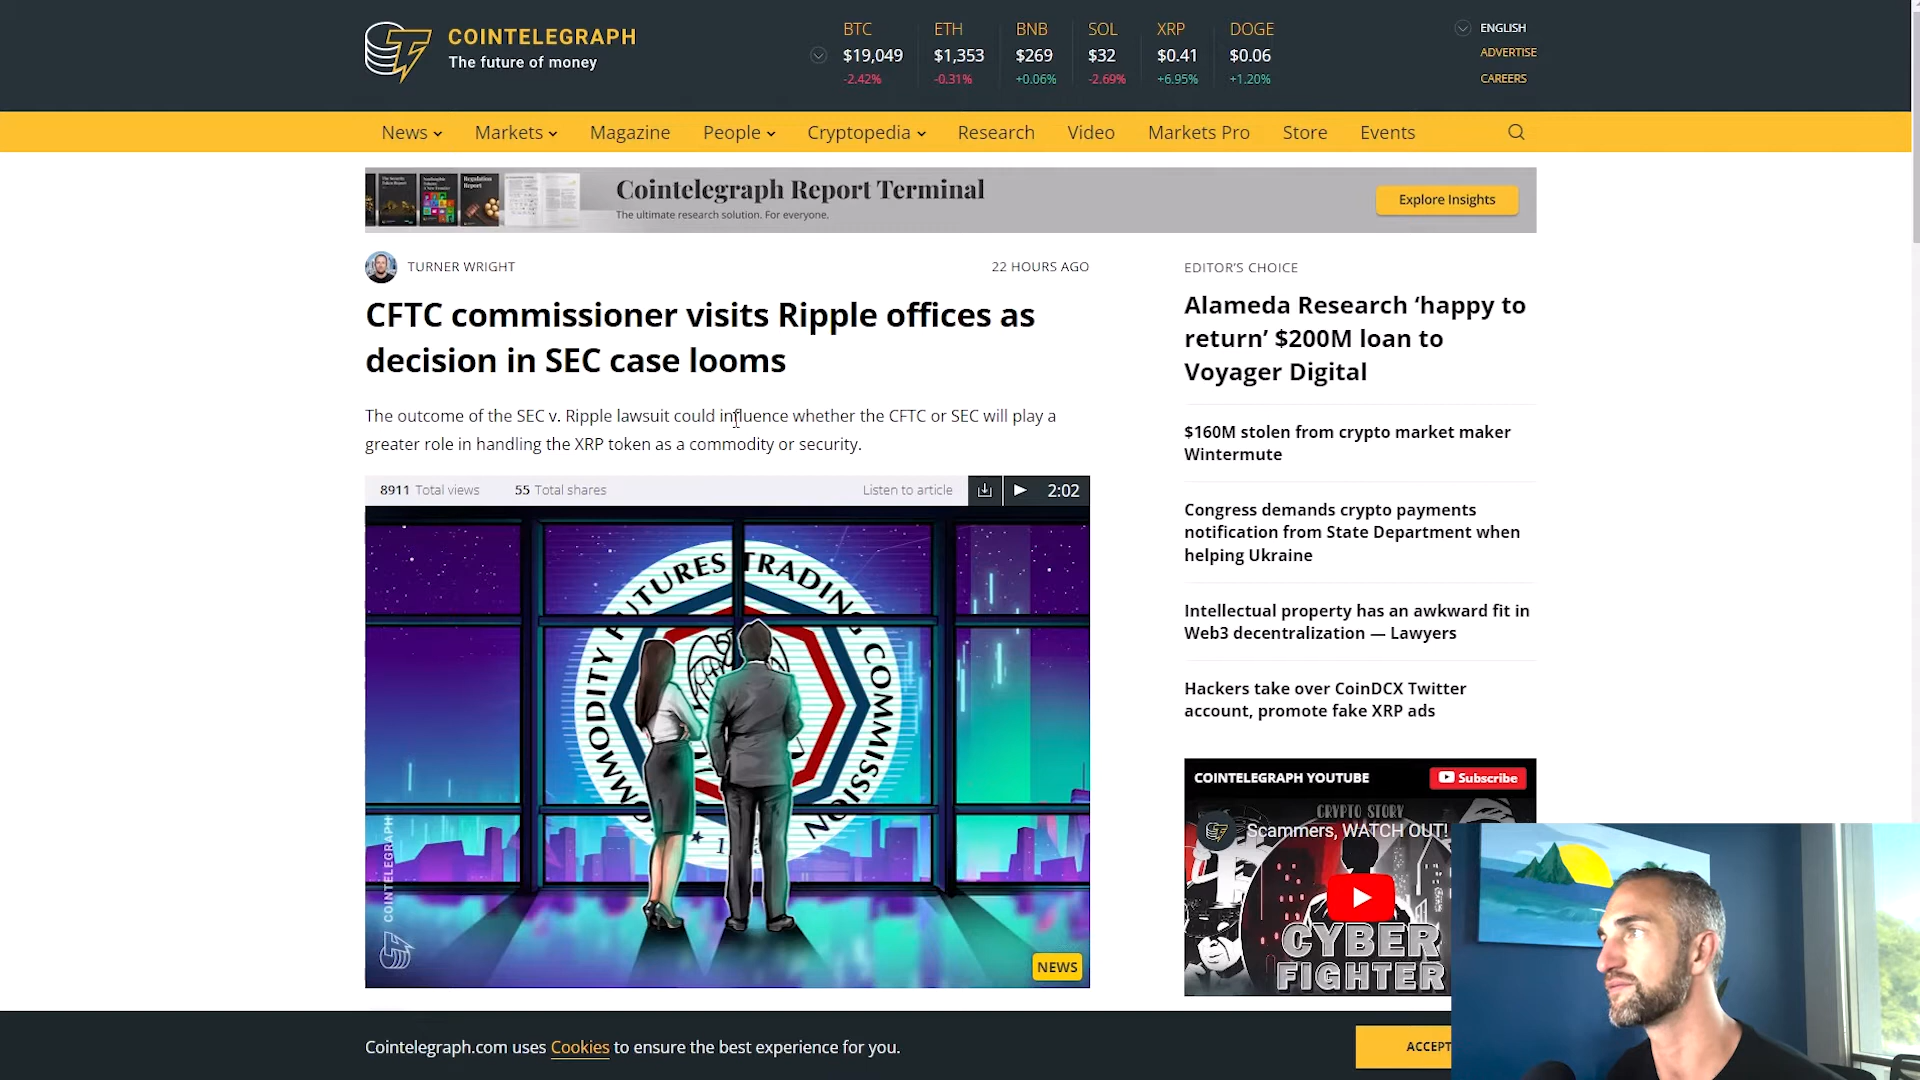 COINTELEGRAPH
The future of money
BTC
$19,049
-2.42%
ETH
$1,353
-0.31%
BNB
$269
+0.06%
SOL
$32
-2.69%
XRP
$0.41
+6.95%
DOGE
$0.06
+1.20%
ENGLISH
ADVERTISE
CAREERS
News Markets Magazine People Cryptopedia Research Video Markets Pro Store Events
Cointelegraph Report Terminal
The ultimate research solution. For everyone.
Explore Insights
TURNER WRIGHT
22 HOURS AGO
CFTC commissioner visits Ripple offices as
decision in SEC case looms
The outcome of the SEC v. Ripple lawsuit could influence whether the CFTC or SEC will play a
greater role in handling the XRP token as a commodity or security.
8911 Total views 55 Total shares Listen to article 2:02
COMMODITY FUTURES TRADING COMMISSION
COINTELEGRAPH
NEWS
EDITOR'S CHOICE
Alameda Research ‘happy to
return’ $200M loan to
Voyager Digital
$160M stolen from crypto market maker
Wintermute
Congress demands crypto payments
notification from State Department when
helping Ukraine
Intellectual property has an awkward fit in
Web3 decentralization — Lawyers
Hackers take over CoinDCX Twitter
account, promote fake XRP ads
COINTELEGRAPH YOUTUBE
Subscribe
CRYPTO STORY
Scammers, WATCH OUT!
CYBER
FIGHTER
Cointelegraph.com uses Cookies to ensure the best experience for you.
ACCEPT